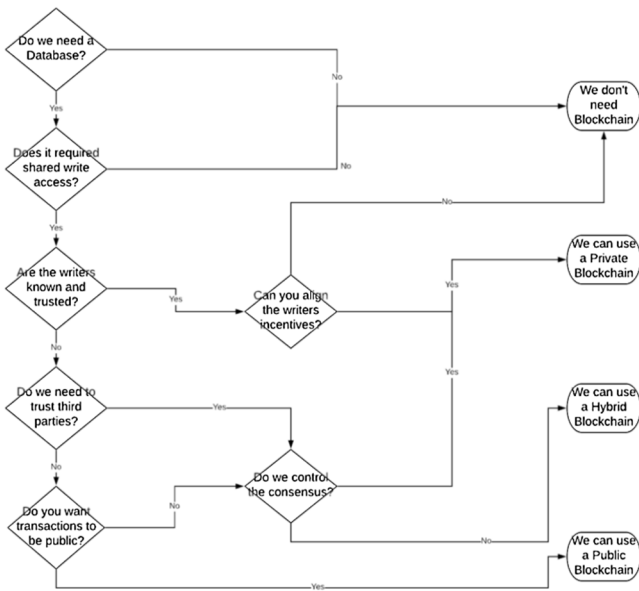 Do we need a
Database?
No
We don't
need
Blockchain
Yes
Does it required
shared write
access?
No
Yes
No
Are the writers
known and
trusted?
Yes
Can you align
the writers
incentives?
Yes
We can use
a Private
Blockchain
No
Yes
Do we need to
trust third
parties?
Yes
We can use
a Hybrid
Blockchain
No
Do we control
the consensus?
Do you want
transactions to
be public?
No
No
We can use
a Public
Blockchain
Yes